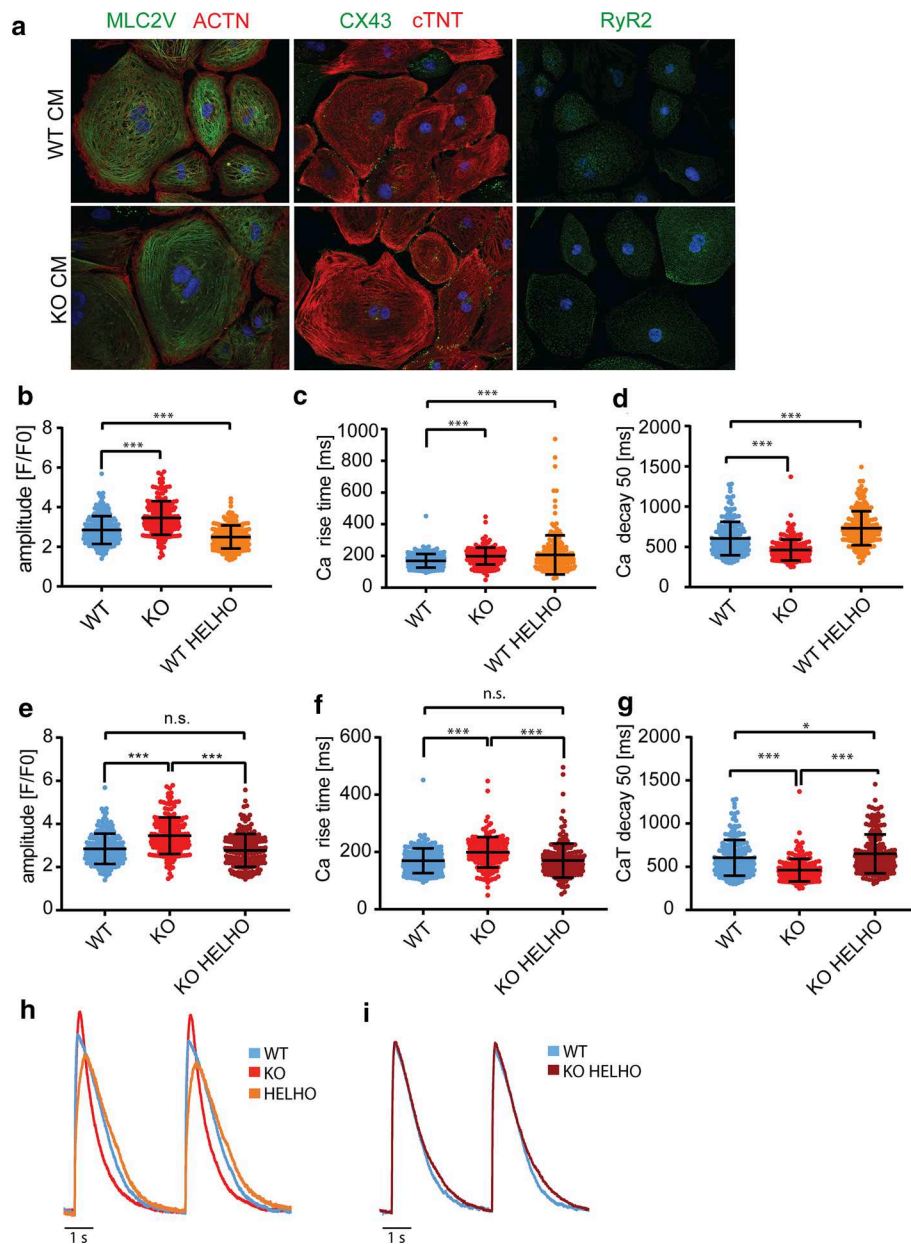 a
MLC2V ACTN
CX43 cTNT
RyR2
WT CM
KO CM
b
amplitude [F/F0]
8
6
4
2
0
***
***
WT
KO
WT HELHO
c
Ca rise time [ms]
1000
800
600
400
200
0
***
***
WT
KO
WT HELHO
d
Ca decay 50 [ms]
2000
1500
1000
500
0
***
***
WT
KO
WT HELHO
e
amplitude [F/F0]
8
6
4
2
0
n.s.
***
***
WT
KO
KO HELHO
f
Ca rise time [ms]
600
400
200
0
n.s.
***
***
WT
KO
KO HELHO
g
CaT decay 50 [ms]
2000
1500
1000
500
0
*
***
***
WT
KO
KO HELHO
h
WT
KO
HELHO
1 s
i
WT
KO HELHO
1 s